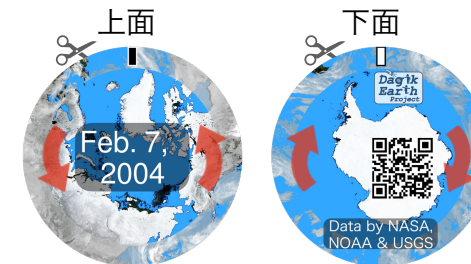 上面
下面
Feb. 7,
2004
Dagik
Earth
Project
Data by NASA,
NOAA & USGS